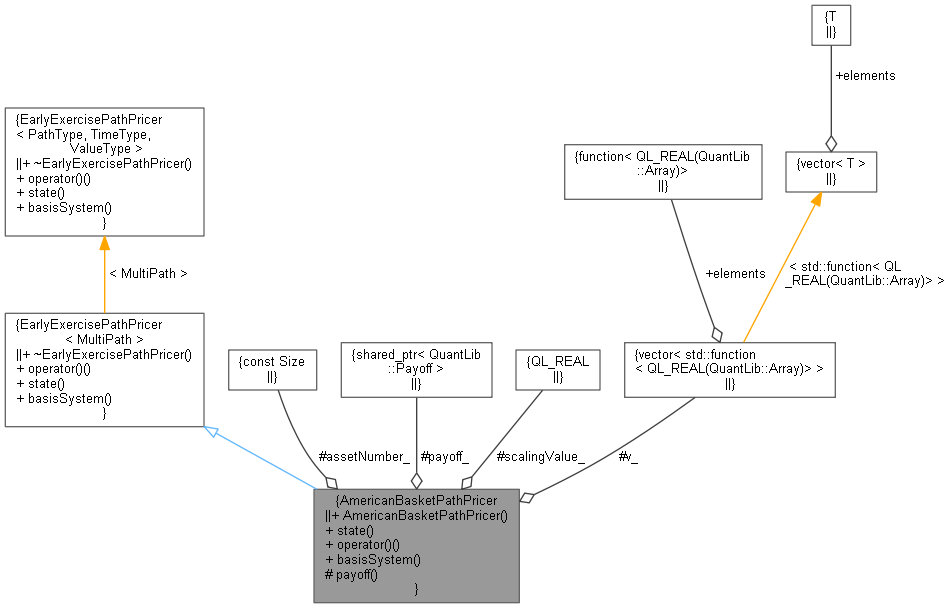 {T
||}
+elements
{EarlyExercisePathPricer
< PathType, TimeType,
ValueType >
||+ ~EarlyExercisePathPricer()
+ operator()()
+ state()
+ basisSystem()
}
{function< QL_REAL(QuantLib
::Array)>
||}
{vector< T >
||}
< MultiPath >
+elements
< std::function< QL
_REAL(QuantLib::Array)> >
{EarlyExercisePathPricer
< MultiPath >
||+ ~EarlyExercisePathPricer()
+ operator()()
+ state()
+ basisSystem()
}
{const Size
||}
{shared_ptr< QuantLib
::Payoff >
||}
{QL_REAL
||}
{vector< std::function
< QL_REAL(QuantLib::Array)> >
||}
#assetNumber_
#payoff_
#scalingValue_
#v_
{AmericanBasketPathPricer
||+ AmericanBasketPathPricer()
+ state()
+ operator()()
+ basisSystem()
# payoff()
}